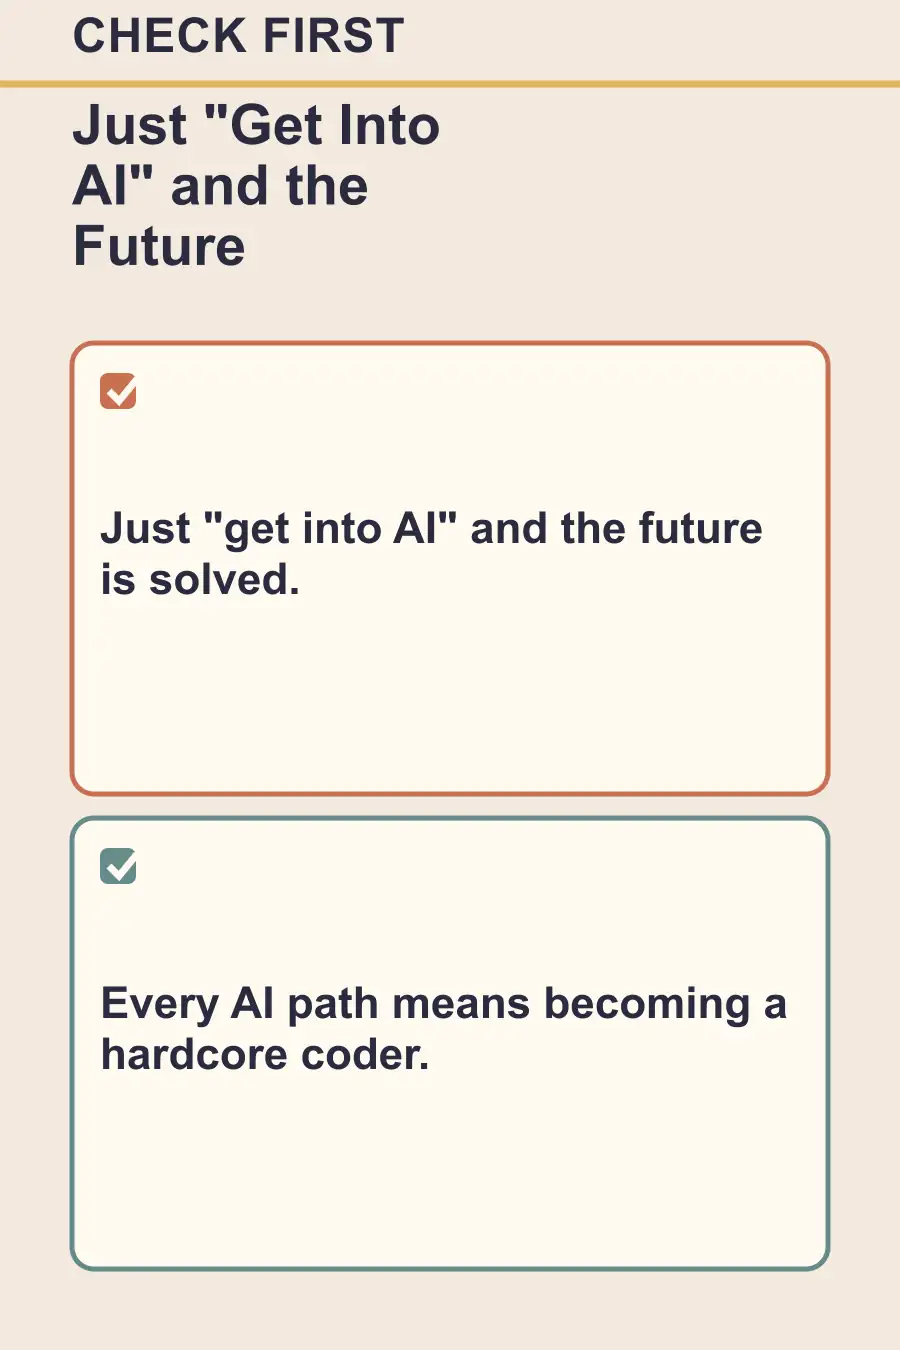 CHECK FIRST
Just "Get Into
AI" and the
Future
Just "get into AI" and the future
is solved.
Every AI path means becoming a
hardcore coder.